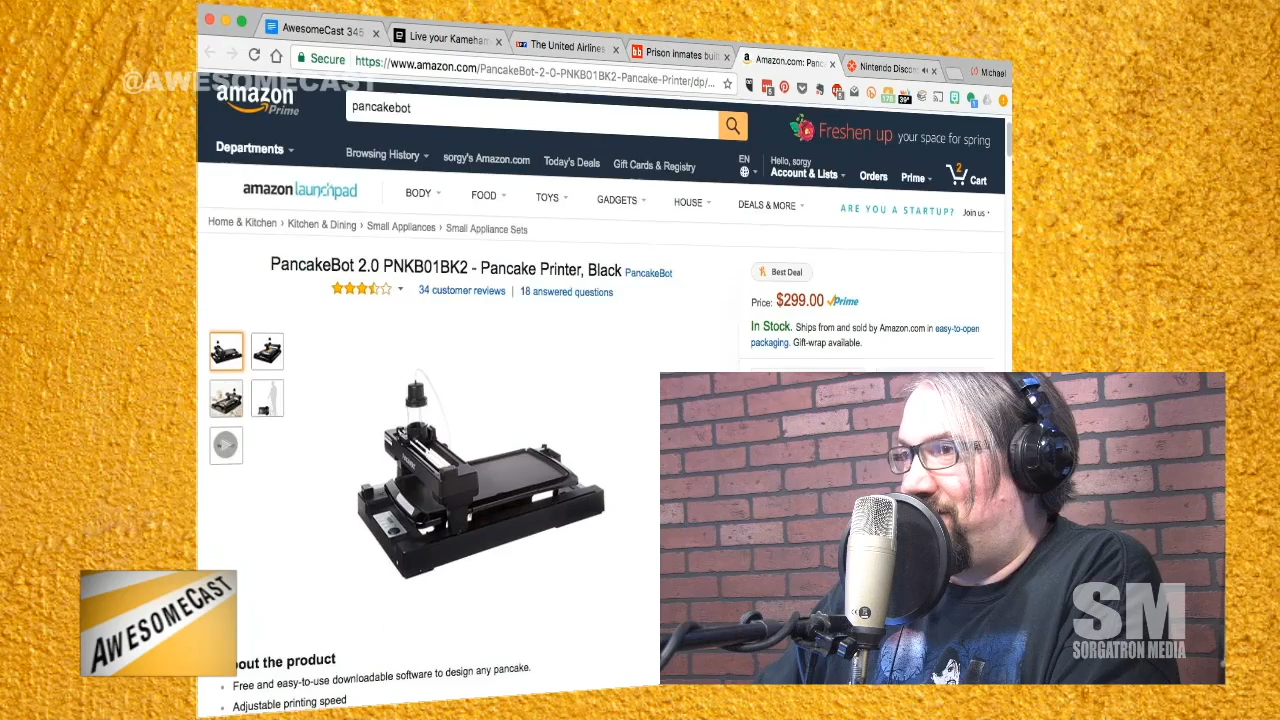 AwesomeCast 345
Live your Kameham
The United Airlines
Prison inmates built
Amazon.com: Panc
Nintendo Discon
Michael
Secure
https://www.amazon.com/PancakeBot-2-0-PNKB01BK2-Pancake-Printer/dp/...
@AWESOMECAST
amazon
Prime
pancakebot
Freshen up your space for spring
Departments
Browsing History
sorgy's Amazon.com
Today's Deals
Gift Cards & Registry
EN
Hello, sorgy
Account & Lists
Orders
Prime
2
Cart
amazon launchpad
BODY
FOOD
TOYS
GADGETS
HOUSE
DEALS & MORE
ARE YOU A STARTUP?
Join us
Home & Kitchen › Kitchen & Dining › Small Appliances › Small Appliance Sets
PancakeBot 2.0 PNKB01BK2 - Pancake Printer, Black PancakeBot
34 customer reviews | 18 answered questions
Best Deal
Price: $299.00 Prime
In Stock. Ships from and sold by Amazon.com in easy-to-open
packaging. Gift-wrap available.
AWESOMECAST
bout the product
Free and easy-to-use downloadable software to design any pancake.
Adjustable printing speed
SM
SORGATRON MEDIA